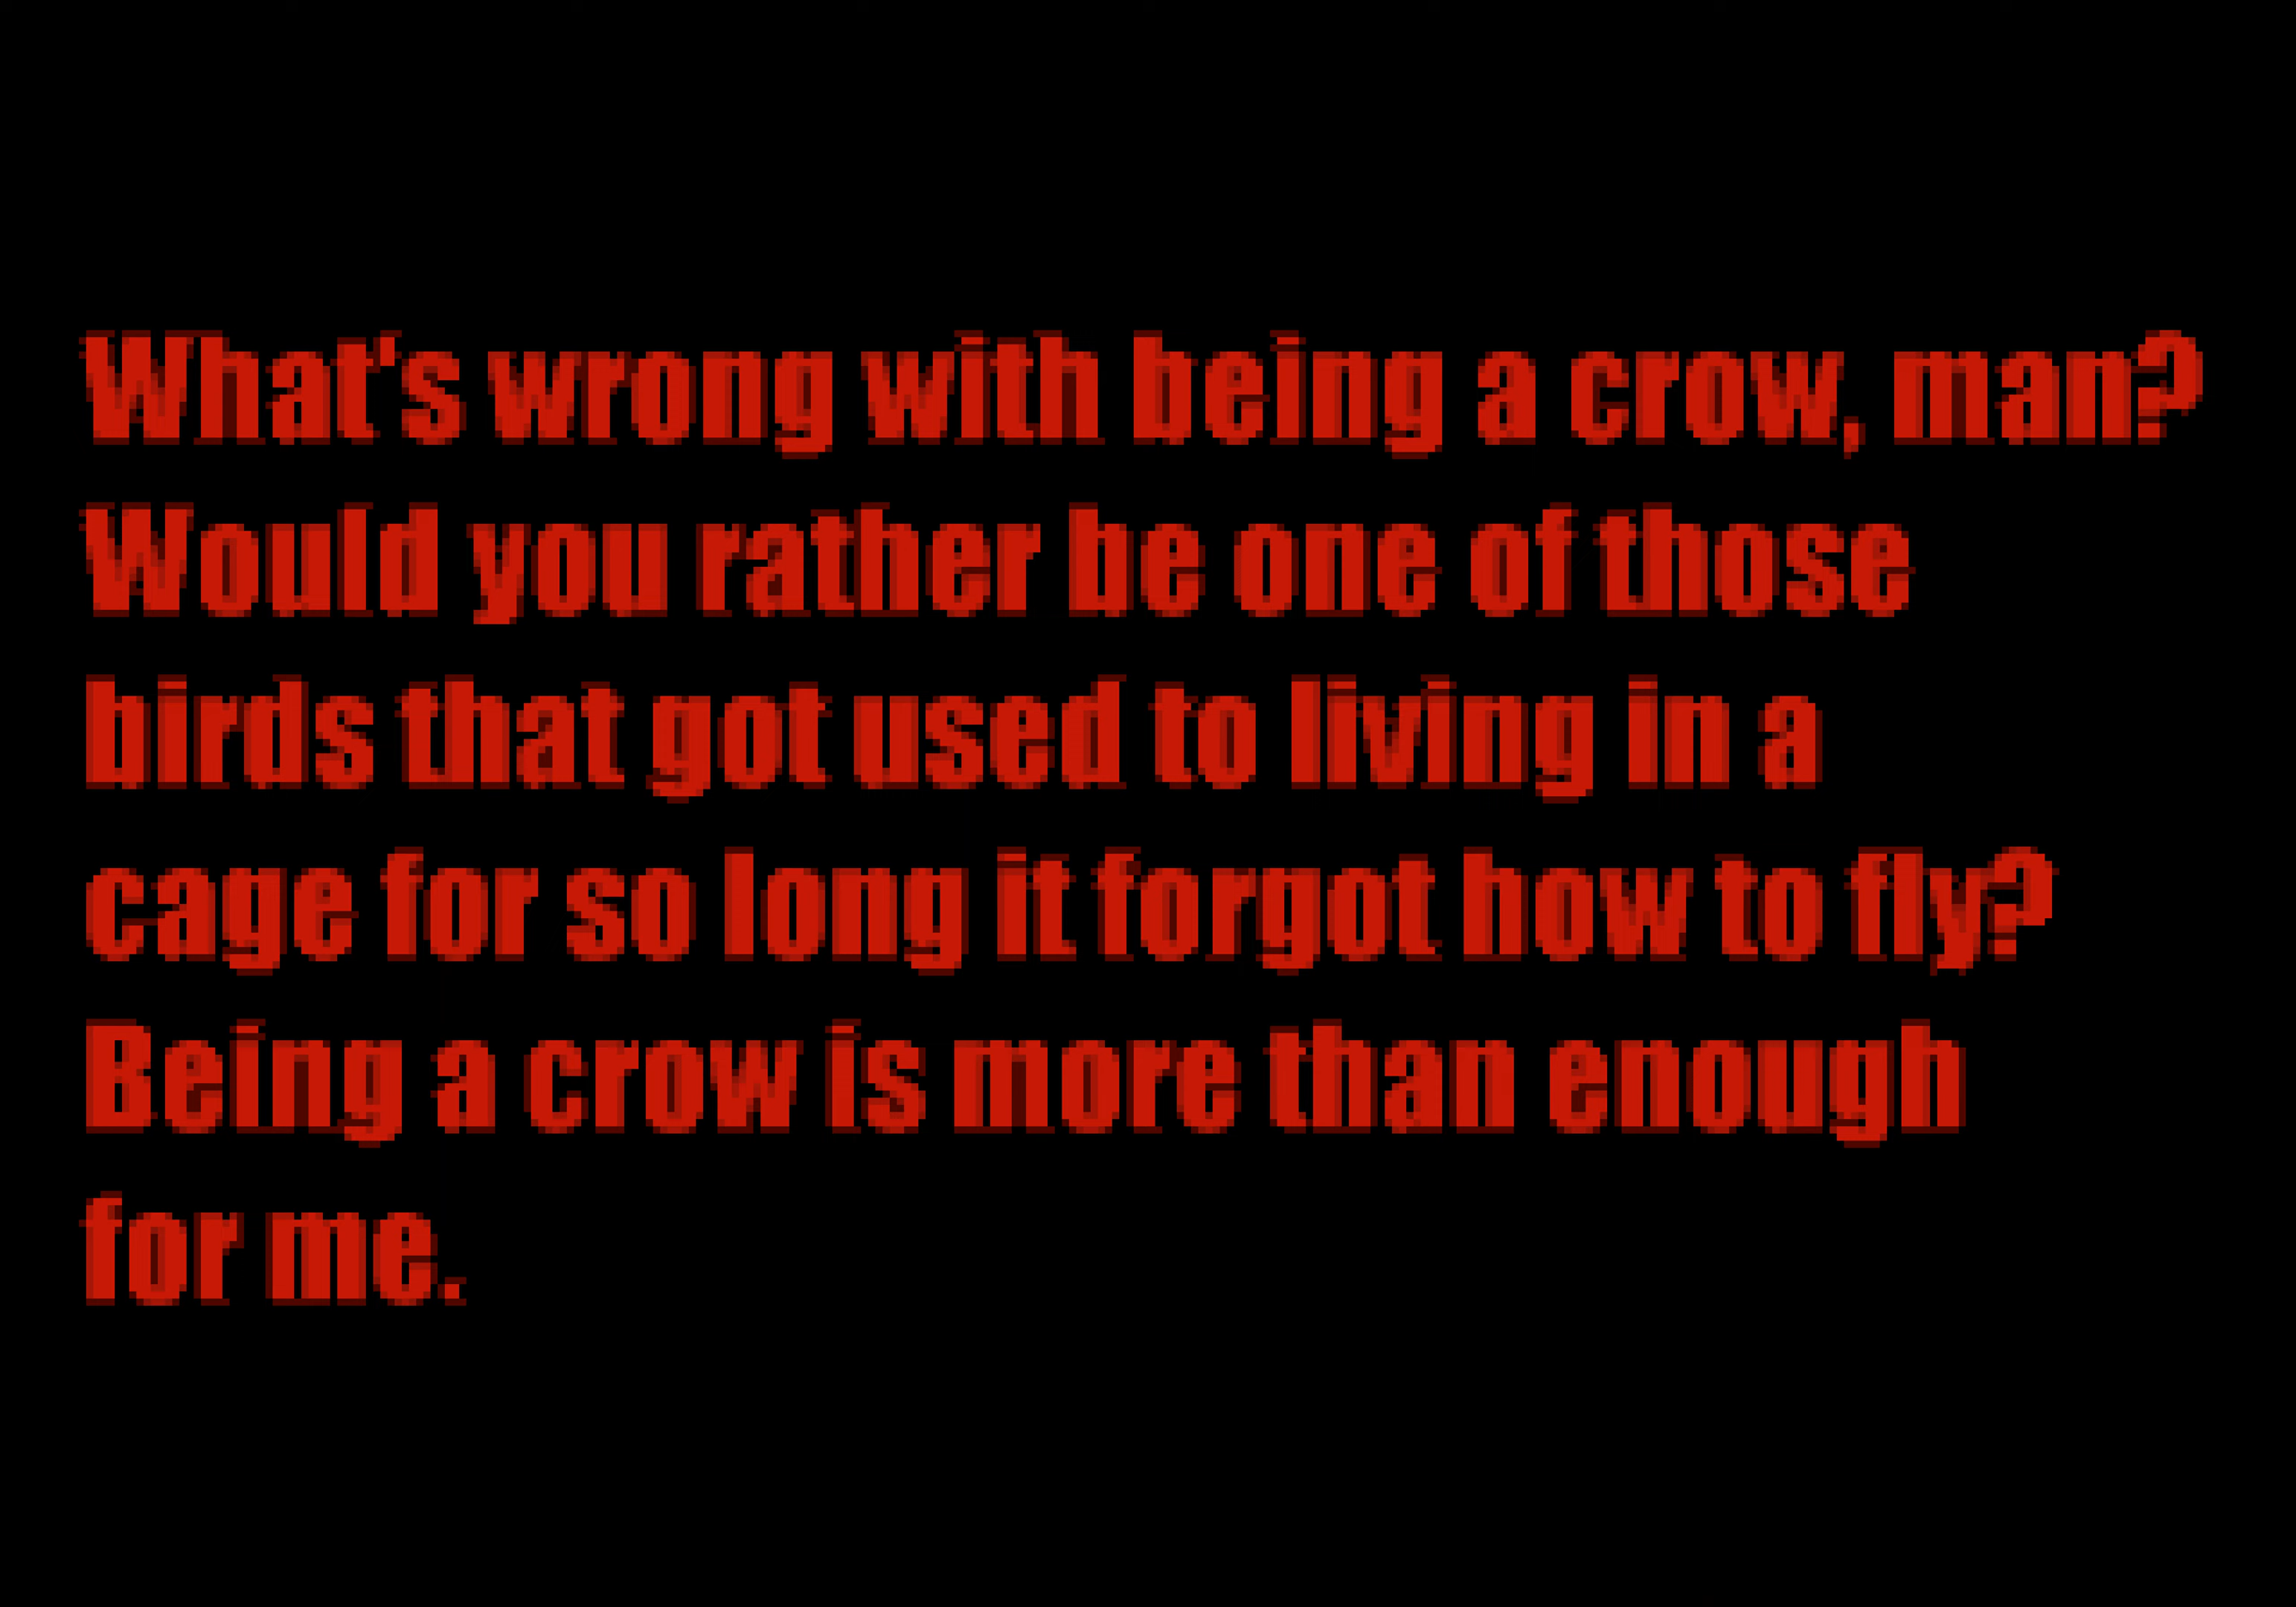 What's wrong with being a crow, man?
Would you rather be one of those
birds that got used to living in a
cage for so long it forgot how to fly?
Being a crow is more than enough
for me.